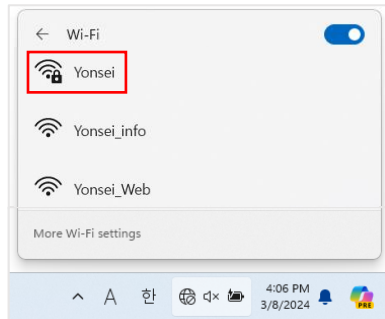 ← Wi-Fi
Yonsei
Yonsei_info
Yonsei_Web
More Wi-Fi settings
A 한 4:06 PM
3/8/2024
PRE